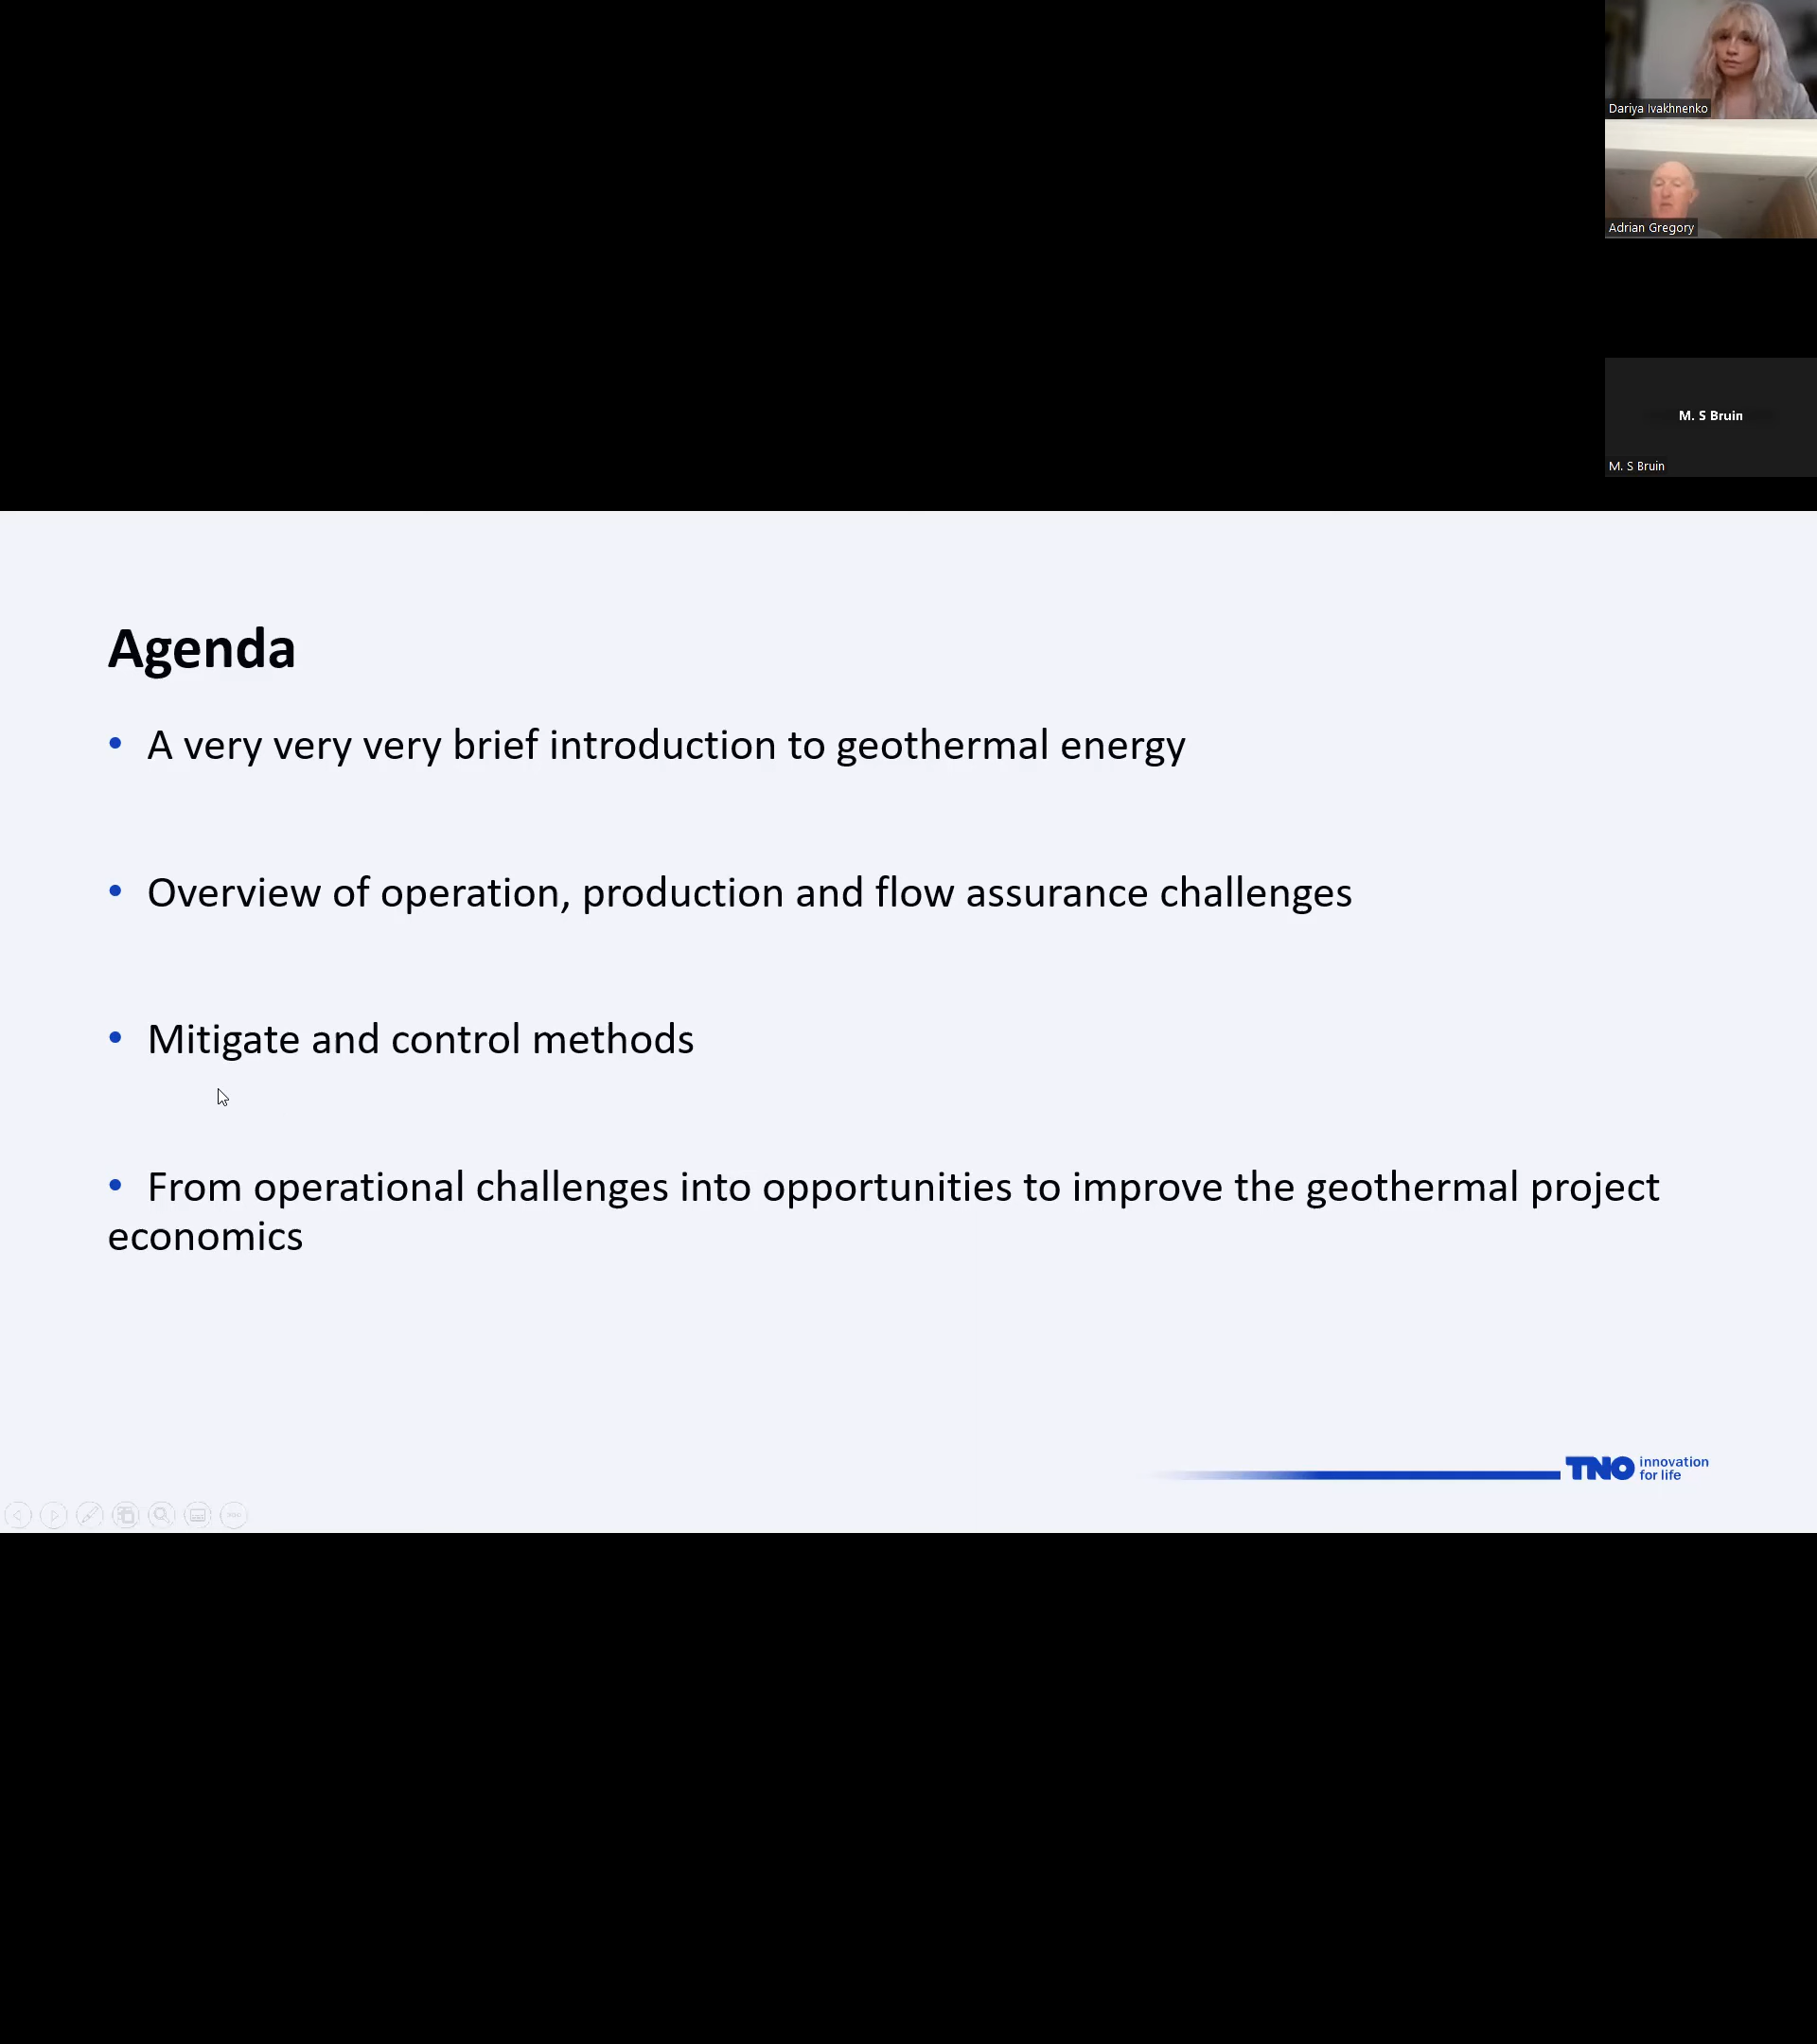 Dariya Ivakhnenko
Adrian Gregory
M. S Bruin
M. S Bruin
Agenda
• A very very very brief introduction to geothermal energy
• Overview of operation, production and flow assurance challenges
• Mitigate and control methods
• From operational challenges into opportunities to improve the geothermal project
economics
TNO innovation
for life